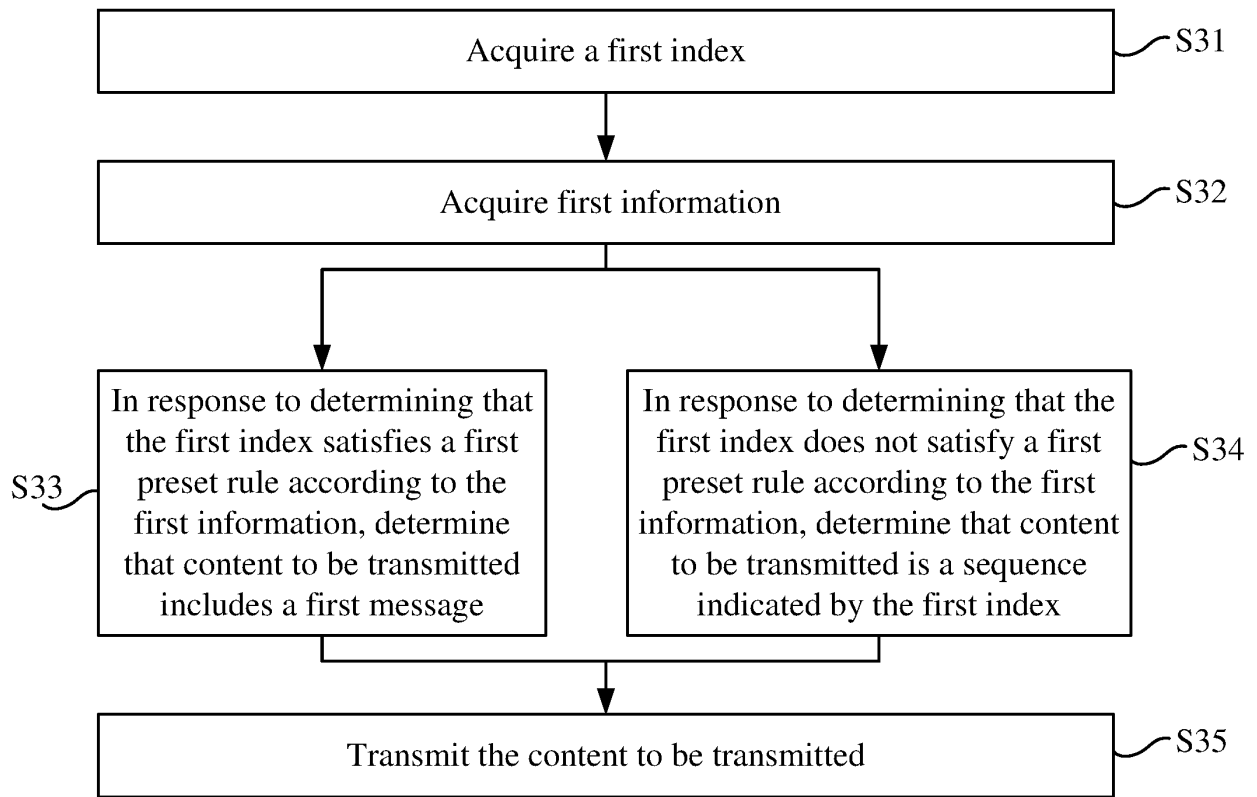 Acquire a first index
S31
Acquire first information
S32
In response to determining that
the first index satisfies a first
preset rule according to the
first information, determine
that content to be transmitted
includes a first message
S33
In response to determining that the
first index does not satisfy a first
preset rule according to the first
information, determine that content
to be transmitted is a sequence
indicated by the first index
S34
Transmit the content to be transmitted
S35